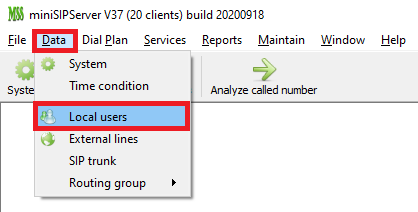 MSS miniSIPServer V37 (20 clients) build 20200918
File Data Dial Plan Services Reports Maintain Window Help
System
Time condition
Local users
External lines
SIP trunk
Routing group
Syste
Analyze called number